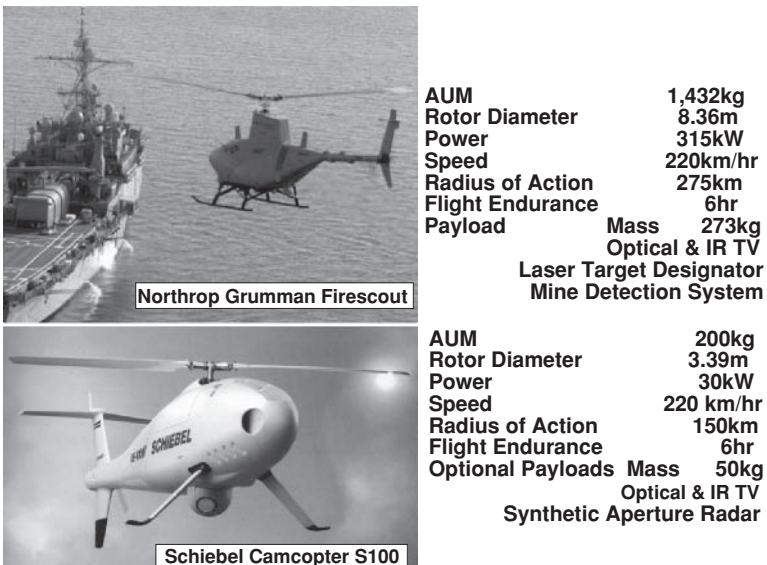 AUM 1,432kg
Rotor Diameter 8.36m
Power 315kW
Speed 220km/hr
Radius of Action 275km
Flight Endurance 6hr
Payload Mass 273kg
Optical & IR TV
Laser Target Designator
Mine Detection System
Northrop Grumman Firescout
AUM 200kg
Rotor Diameter 3.39m
Power 30kW
Speed 220 km/hr
Radius of Action 150km
Flight Endurance 6hr
Optional Payloads Mass 50kg
Optical & IR TV
Synthetic Aperture Radar
SCHIEBEL
Schiebel Camcopter S100